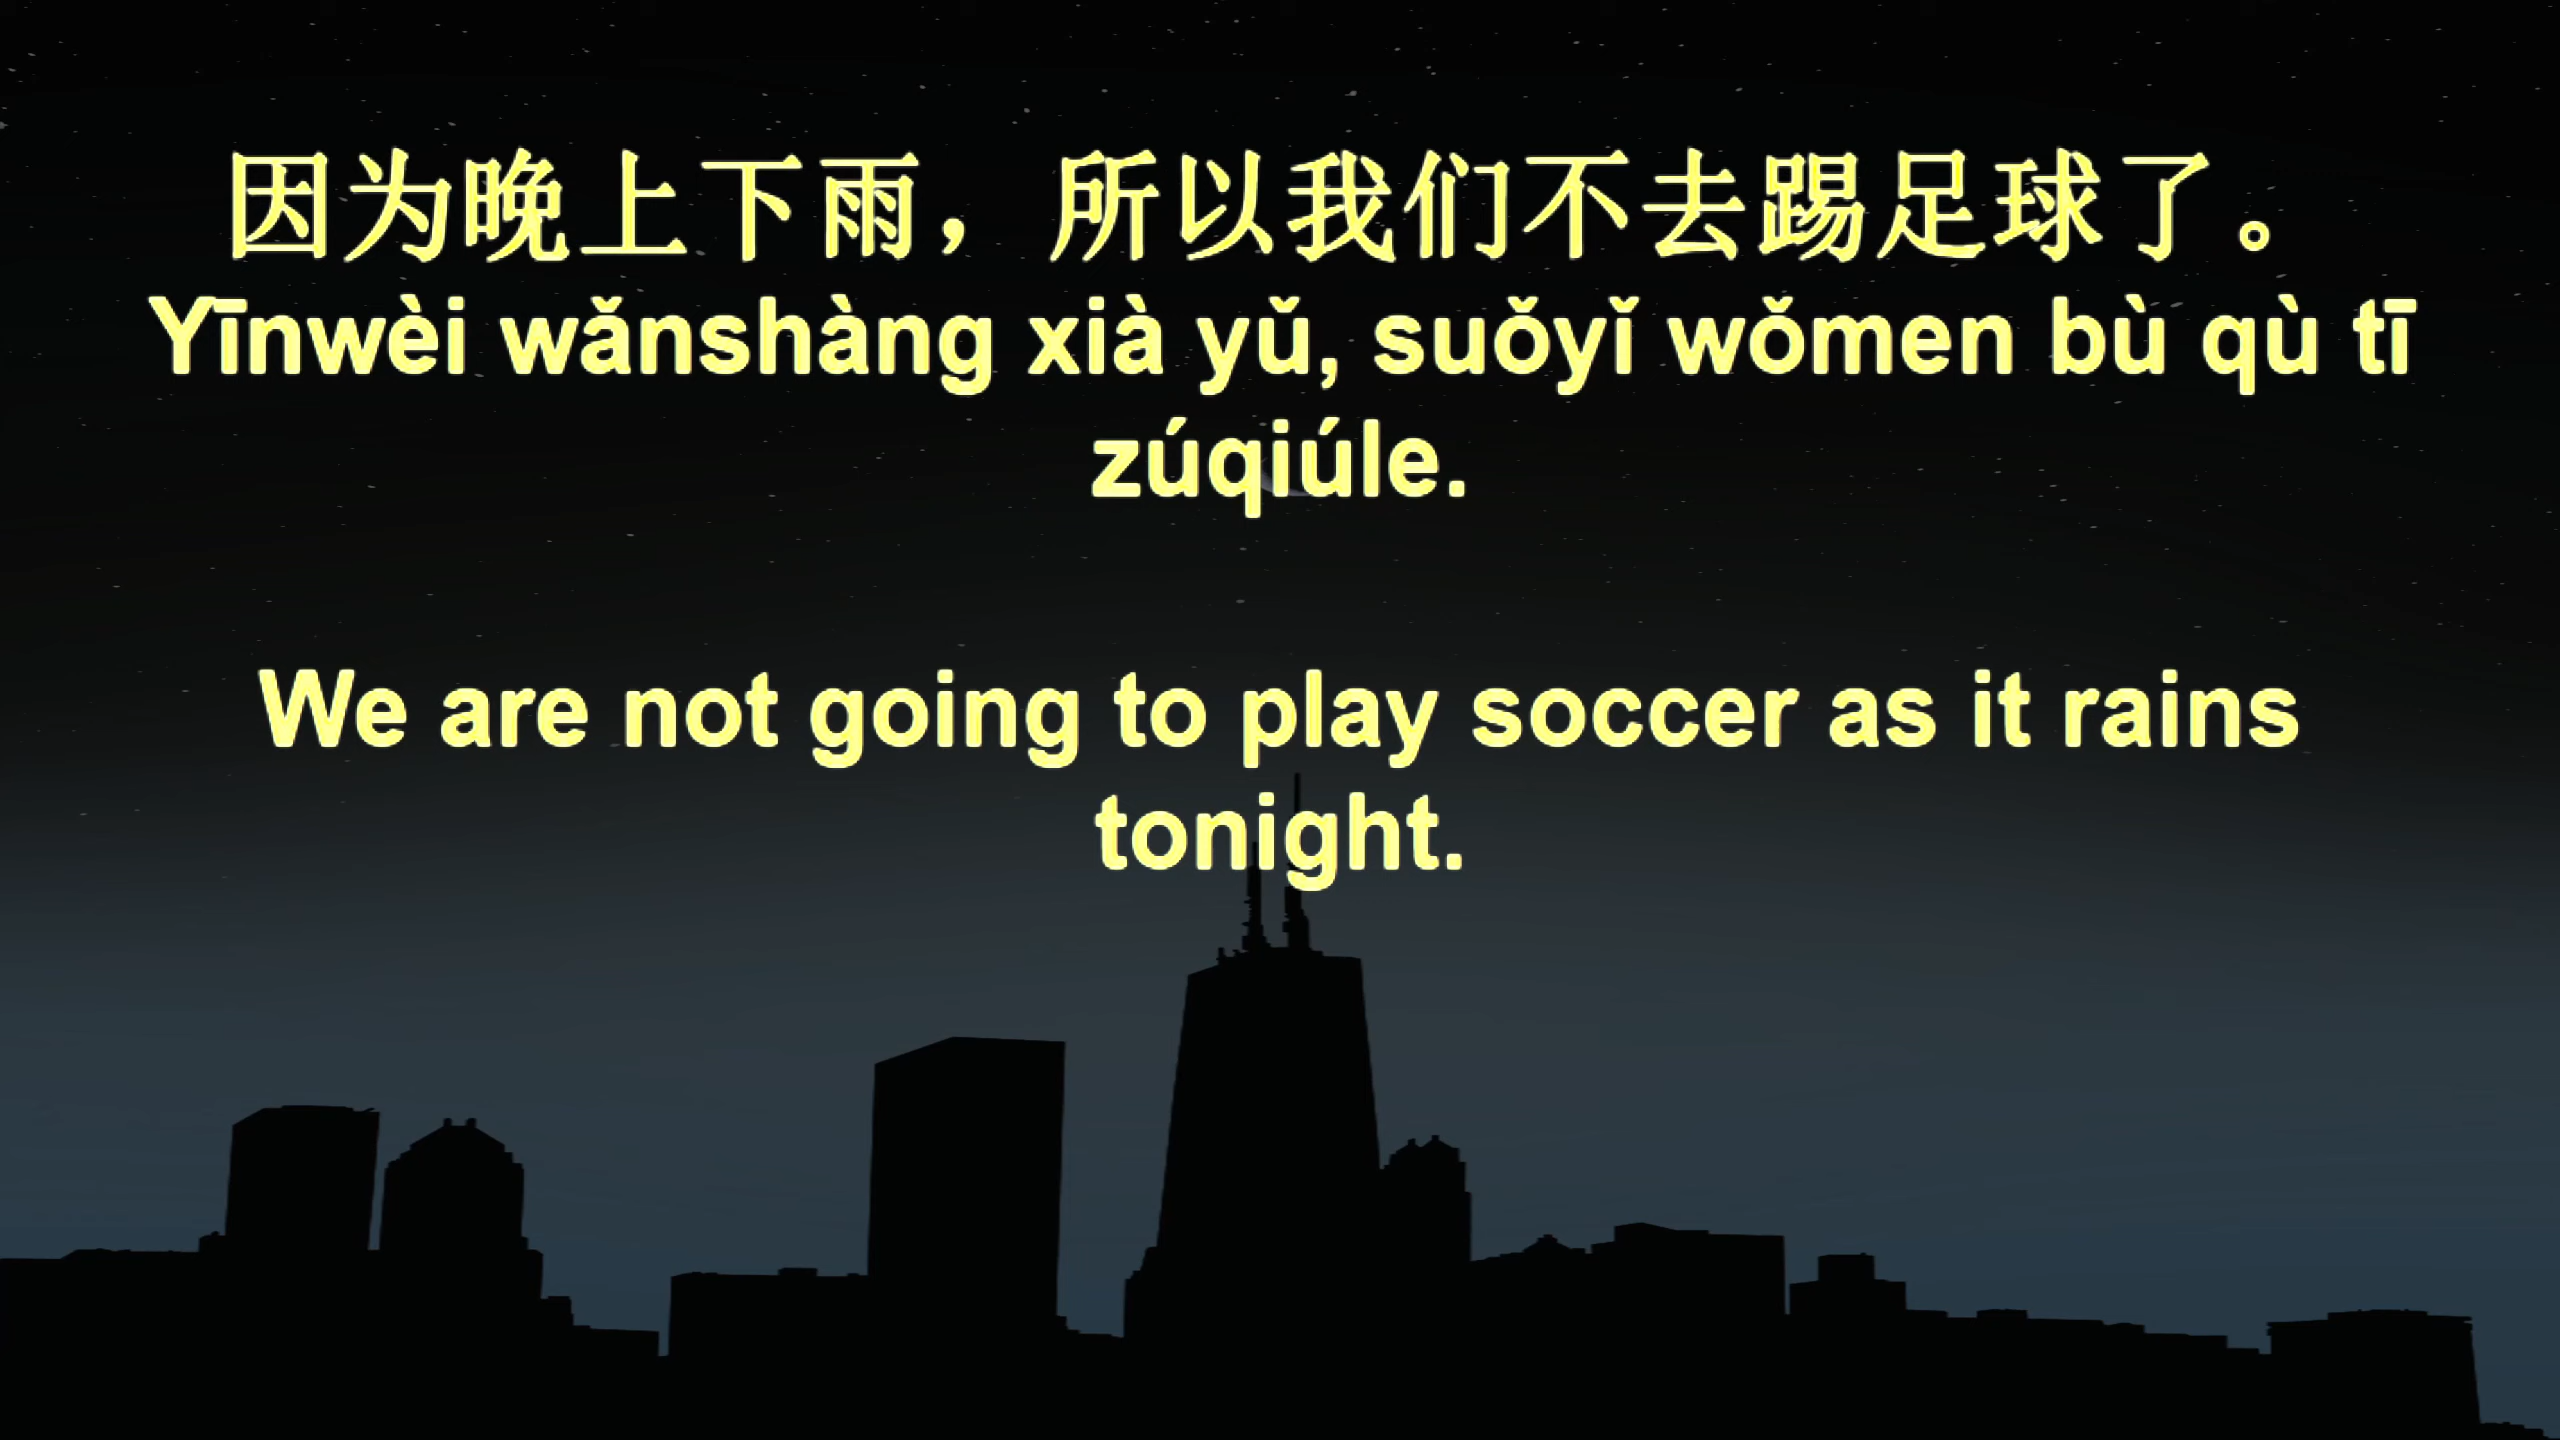 因为晚上下雨，所以我们不去踢足球了。
Yīnwèi wǎnshàng xià yǔ, suǒyǐ wǒmen bù qù tī
zúqiúle.
We are not going to play soccer as it rains
tonight.